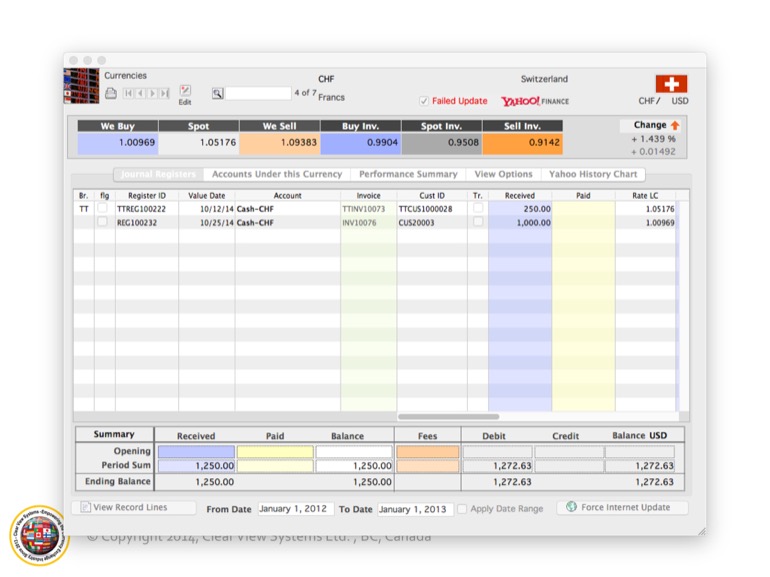 Currencies
CHF
Switzerland
Edit
4 of 7
Francs
Failed Update
YAHOO! FINANCE
CHF/ USD
We Buy Spot We Sell Buy Inv. Spot Inv. Sell Inv.
1.00969 1.05176 1.09383 0.9904 0.9508 0.9142
Change
+ 1.439 %
+ 0.01492
Journal Registers Accounts Under this Currency Performance Summary View Options Yahoo History Chart
Br. flg Register ID Value Date Account Invoice Cust ID Tr. Received Paid Rate LC
TT TTREG100222 10/12/14 Cash-CHF TTINV10073 TTCUS1000028 250.00 1.05176
REG100232 10/25/14 Cash-CHF INV10076 CUS20003 1,000.00 1.00969
Summary Received Paid Balance Fees Debit Credit Balance USD
Opening
Period Sum 1,250.00 1,250.00 1,272.63 1,272.63
Ending Balance 1,250.00 1,250.00 1,272.63 1,272.63
View Record Lines From Date January 1, 2012 To Date January 1, 2013 Apply Date Range Force Internet Update
© Copyright 2014, Clear View Systems Ltd. , BC, Canada